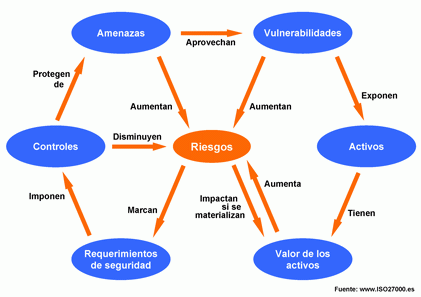 Amenazas
Aprovechan
Vulnerabilidades
Protegen
de
Aumentan
Aumentan
Exponen
Controles
Disminuyen
Riesgos
Activos
Imponen
Marcan
Impactan
si se
materializan
Aumenta
Tienen
Requerimientos
de seguridad
Valor de los
activos
Fuente: www.ISO27000.es